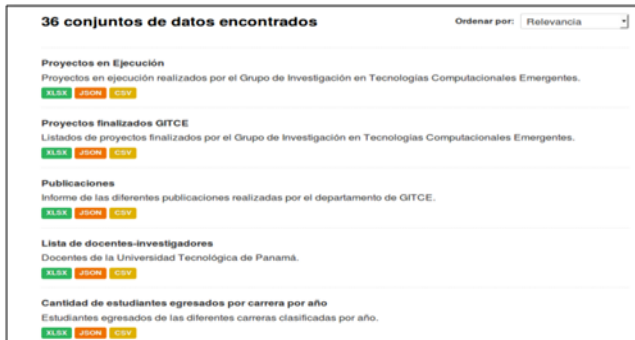 36 conjuntos de datos encontrados
Ordenar por: Relevancia
Proyectos en Ejecución
Proyectos en ejecución realizados por el Grupo de Investigación en Tecnologías Computacionales Emergentes.
XLSX JSON CSV
Proyectos finalizados GITCE
Listados de proyectos finalizados por el Grupo de Investigación en Tecnologías Computacionales Emergentes.
XLSX JSON CSV
Publicaciones
Informe de las diferentes publicaciones realizadas por el departamento de GITCE.
XLSX JSON CSV
Lista de docentes-investigadores
Docentes de la Universidad Tecnológica de Panamá.
XLSX JSON CSV
Cantidad de estudiantes egresados por carrera por año
Estudiantes egresados de las diferentes carreras clasificadas por año.
XLSX JSON CSV